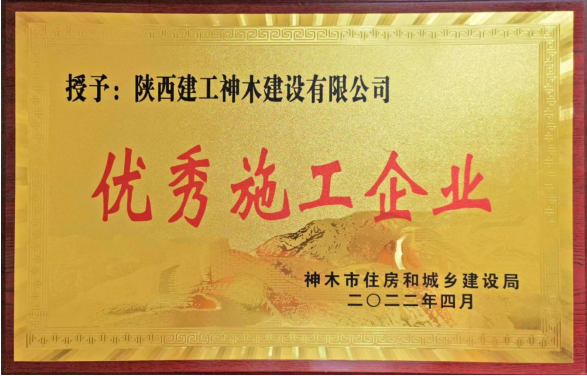 授予：陕西建工神木建设有限公司
优秀施工企业
神木市住房和城乡建设局
二〇二二年四月